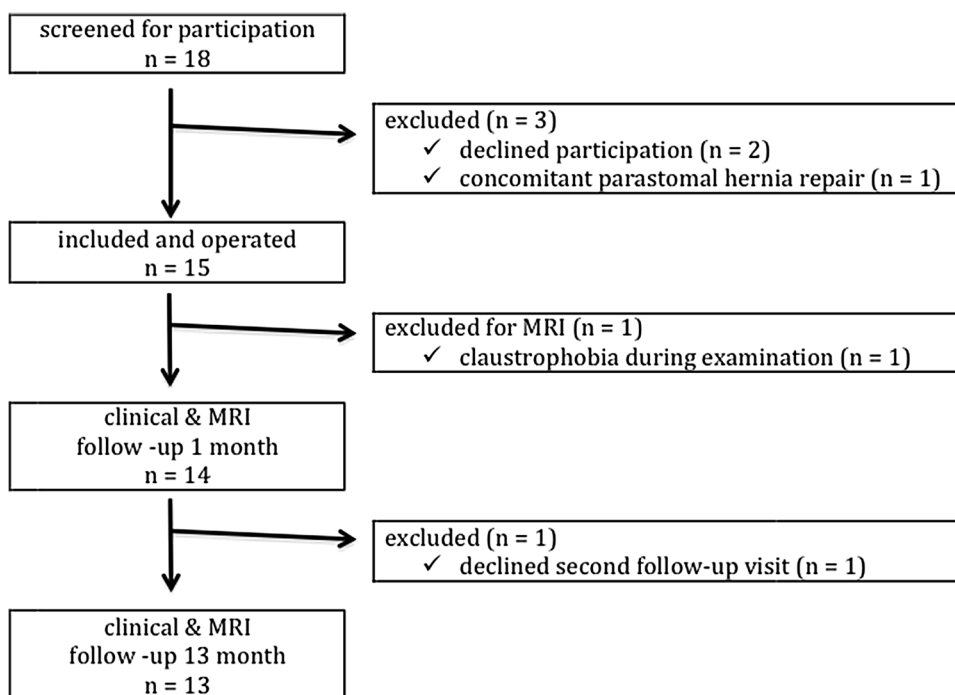 screened for participation
n = 18
excluded (n = 3)
✓ declined participation (n = 2)
✓ concomitant parastomal hernia repair (n = 1)
included and operated
n = 15
excluded for MRI (n = 1)
✓ claustrophobia during examination (n = 1)
clinical & MRI
follow -up 1 month
n = 14
excluded (n = 1)
✓ declined second follow-up visit (n = 1)
clinical & MRI
follow -up 13 month
n = 13